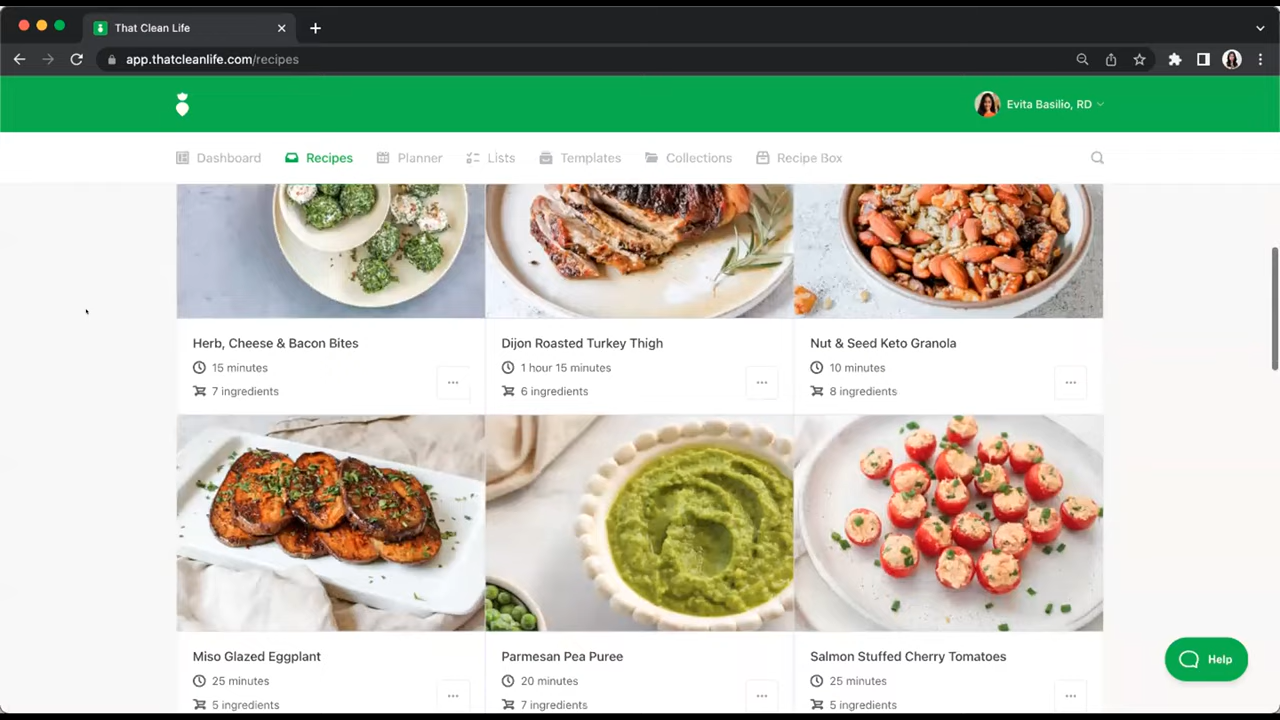 That Clean Life
app.thatcleanlife.com/recipes
Evita Basilio, RD
Dashboard
Recipes
Planner
Lists
Templates
Collections
Recipe Box
Herb, Cheese & Bacon Bites
15 minutes
7 ingredients
Dijon Roasted Turkey Thigh
1 hour 15 minutes
6 ingredients
Nut & Seed Keto Granola
10 minutes
8 ingredients
Miso Glazed Eggplant
25 minutes
5 ingredients
Parmesan Pea Puree
20 minutes
7 ingredients
Salmon Stuffed Cherry Tomatoes
25 minutes
5 ingredients
Help